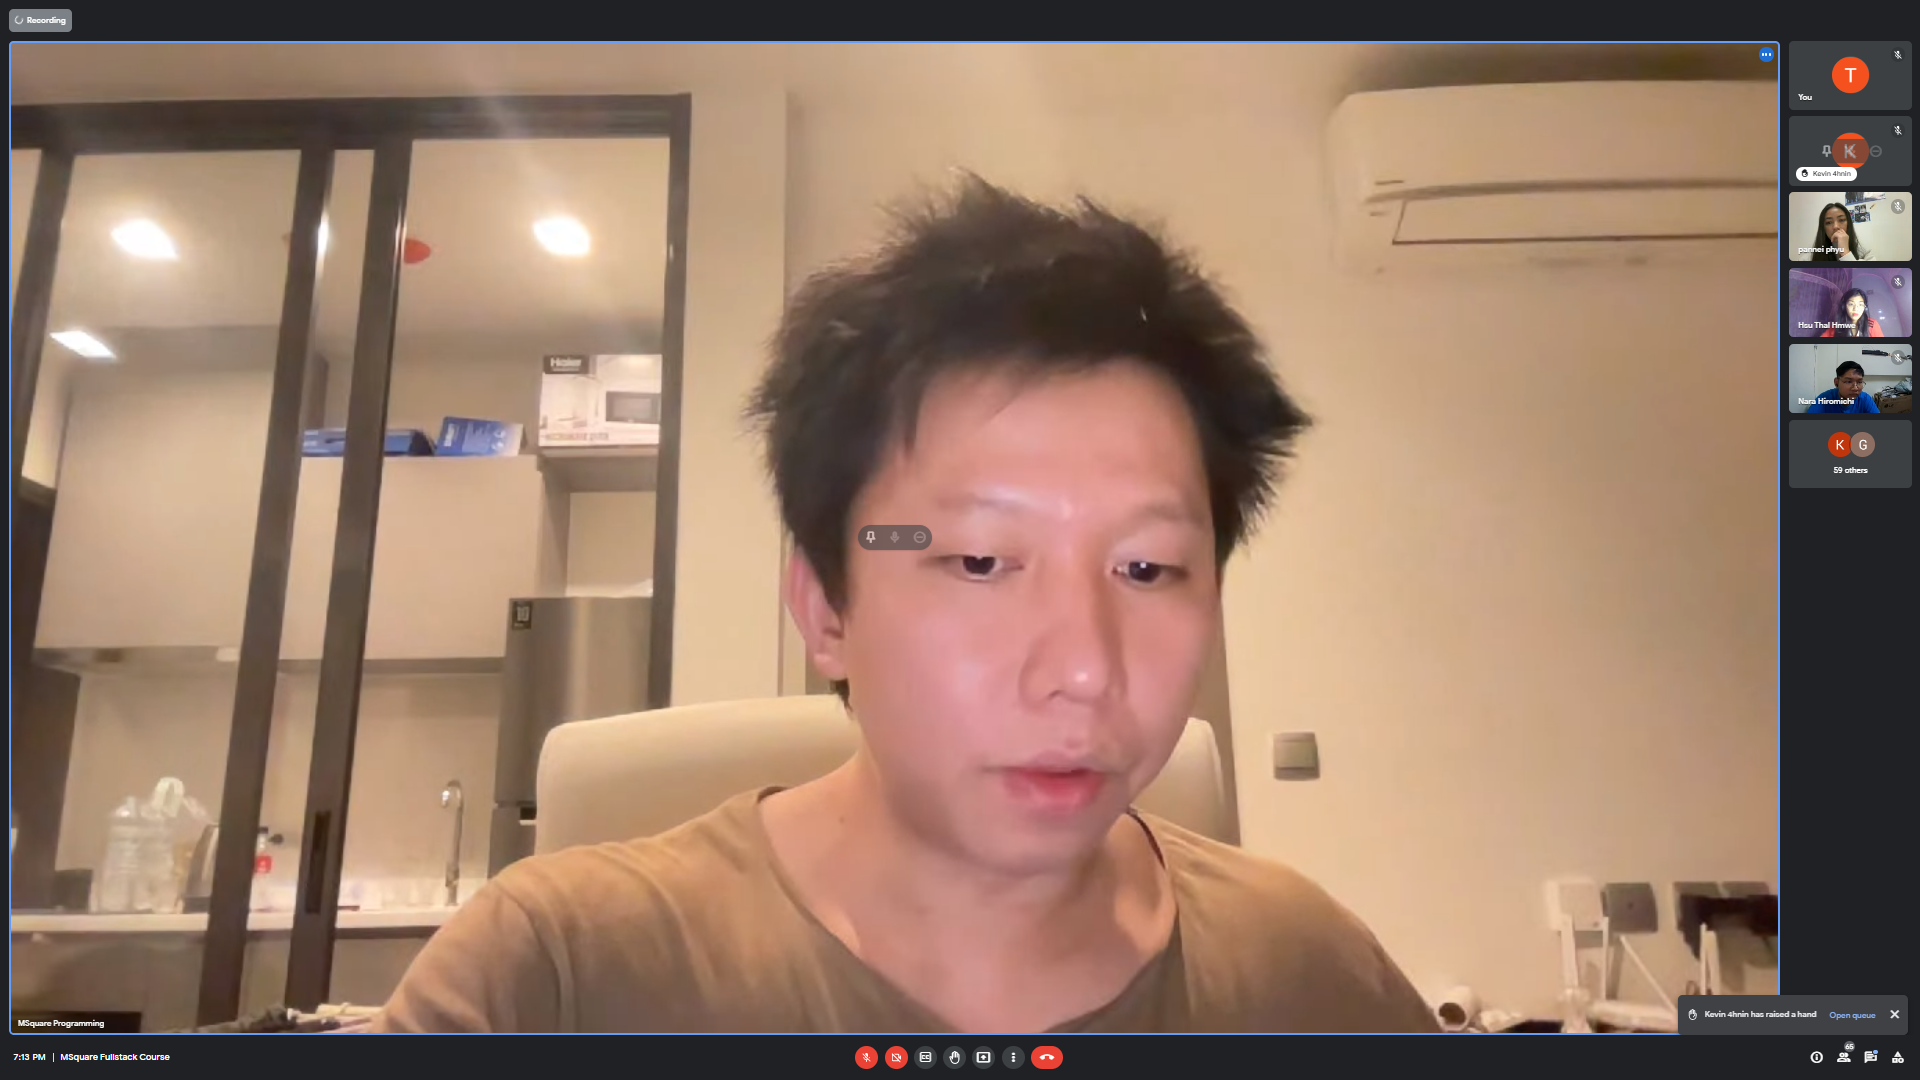 Recording
Haier
T
You
K
Kevin 4hnin
pannei phyu
Hsu Thal Hmwe
Nara Hiromichi
K G
59 others
MSquare Programming
Kevin 4hnin has raised a hand Open queue
7:13 PM | MSquare Fullstack Course
65